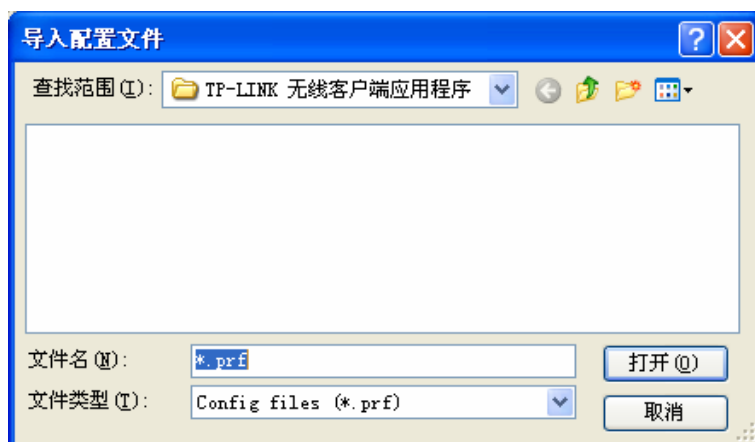 导入配置文件
查找范围(I): TP-LINK 无线客户端应用程序
文件名(N): *.prf 打开(O)
文件类型(T): Config files (*.prf) 取消